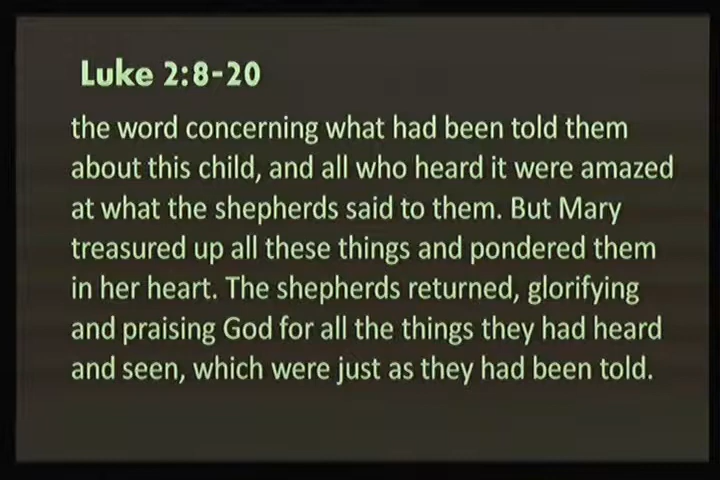 Luke 2:8-20
the word concerning what had been told them
about this child, and all who heard it were amazed
at what the shepherds said to them. But Mary
treasured up all these things and pondered them
in her heart. The shepherds returned, glorifying
and praising God for all the things they had heard
and seen, which were just as they had been told.